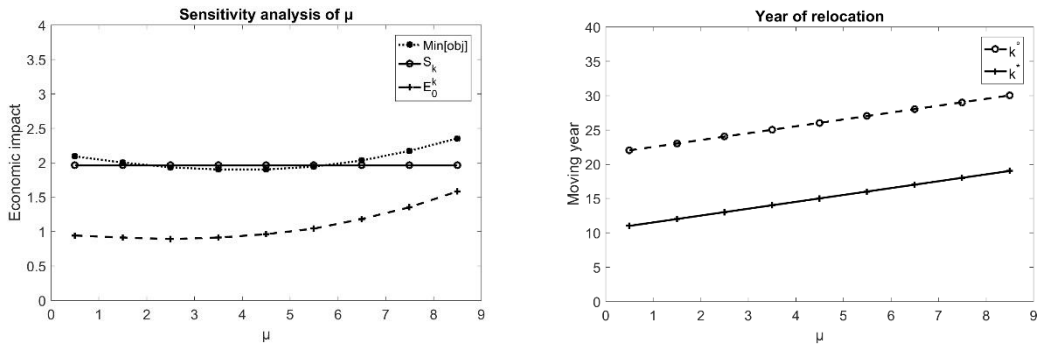 Sensitivity analysis of μ
4
3.5
3
2.5
2
1.5
1
0.5
0
Economic impact
Min[obj]
S_k
E_0^k
0 1 2 3 4 5 6 7 8 9
μ
Year of relocation
40
35
30
25
20
15
10
5
0
Moving year
k°
k*
0 1 2 3 4 5 6 7 8 9
μ